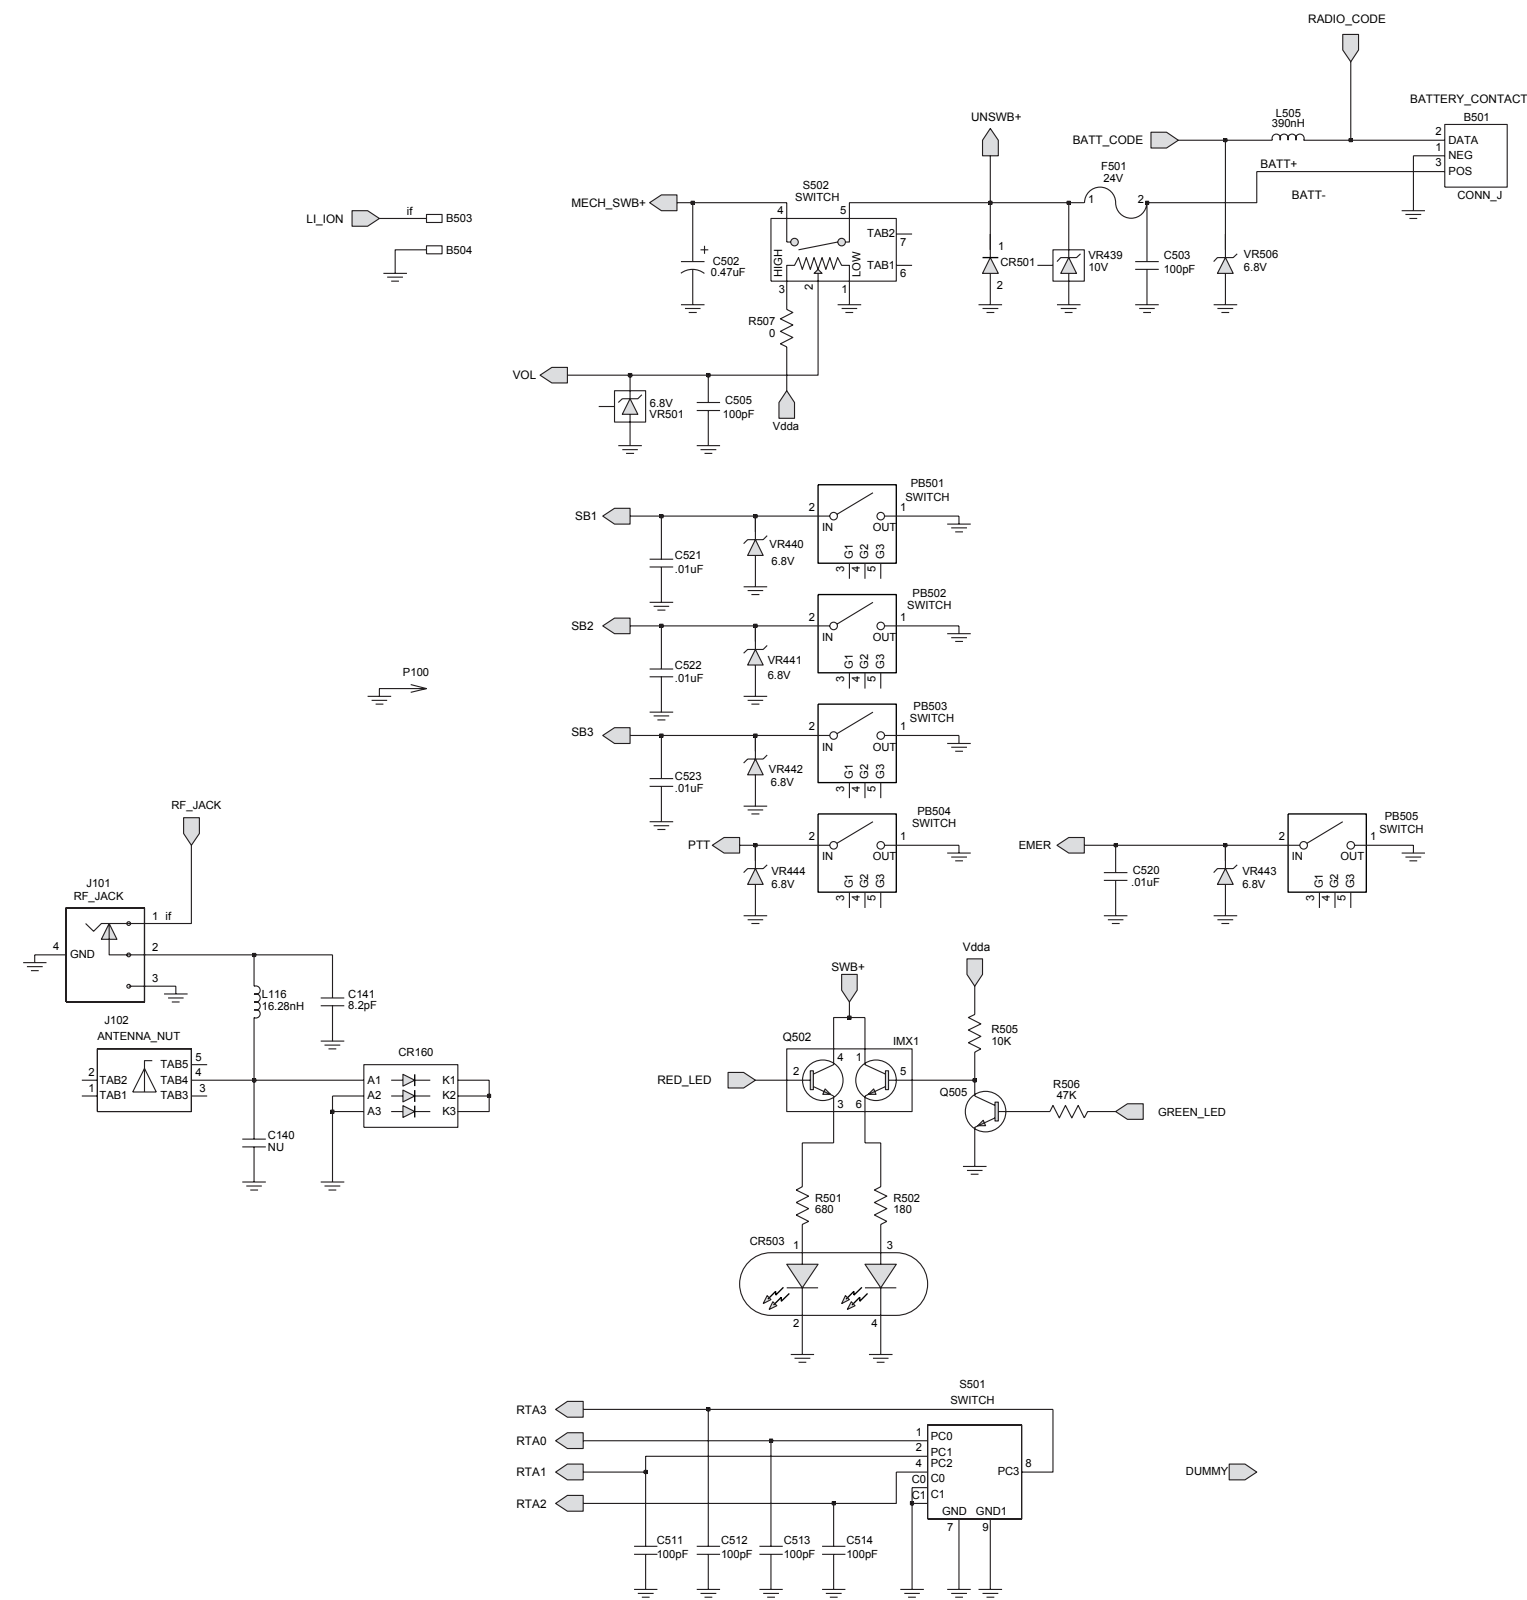 RADIO_CODE
BATTERY_CONTACT
B501
L505
390nH
UNSWB+
BATT_CODE
2
DATA
1
NEG
3
POS
BATT+
BATT-
CONN_J
F501
24V
1
2
S502
SWITCH
MECH_SWB+
4
5
TAB2
7
TAB1
6
HIGH
LOW
3
2
1
LI_ION
if
B503
B504
+
C502
0.47uF
1
CR501
2
VR439
10V
C503
100pF
VR506
6.8V
R507
0
VOL
6.8V
VR501
C505
100pF
Vdda
PB501
SWITCH
SB1
2
1
IN
OUT
G1
G2
G3
3
4
5
C521
.01uF
VR440
6.8V
PB502
SWITCH
SB2
2
1
IN
OUT
G1
G2
G3
3
4
5
C522
.01uF
VR441
6.8V
P100
PB503
SWITCH
SB3
2
1
IN
OUT
G1
G2
G3
3
4
5
C523
.01uF
VR442
6.8V
PB504
SWITCH
PTT
2
1
IN
OUT
G1
G2
G3
3
4
5
VR444
6.8V
PB505
SWITCH
EMER
2
1
IN
OUT
G1
G2
G3
3
4
5
C520
.01uF
VR443
6.8V
RF_JACK
J101
RF_JACK
1
if
4
GND
2
3
L116
16.28nH
C141
8.2pF
J102
ANTENNA_NUT
TAB5
5
2
TAB2
TAB4
4
1
TAB1
TAB3
3
CR160
A1
K1
A2
K2
A3
K3
C140
NU
Vdda
SWB+
R505
10K
Q502
IMX1
4
1
RED_LED
2
5
3
6
Q505
R506
47K
GREEN_LED
R501
680
R502
180
CR503
1
3
2
4
S501
SWITCH
RTA3
RTA0
1
PC0
2
PC1
RTA1
4
PC2
PC3
8
C0
C0
RTA2
C1
C1
GND
GND1
7
9
DUMMY
C511
100pF
C512
100pF
C513
100pF
C514
100pF